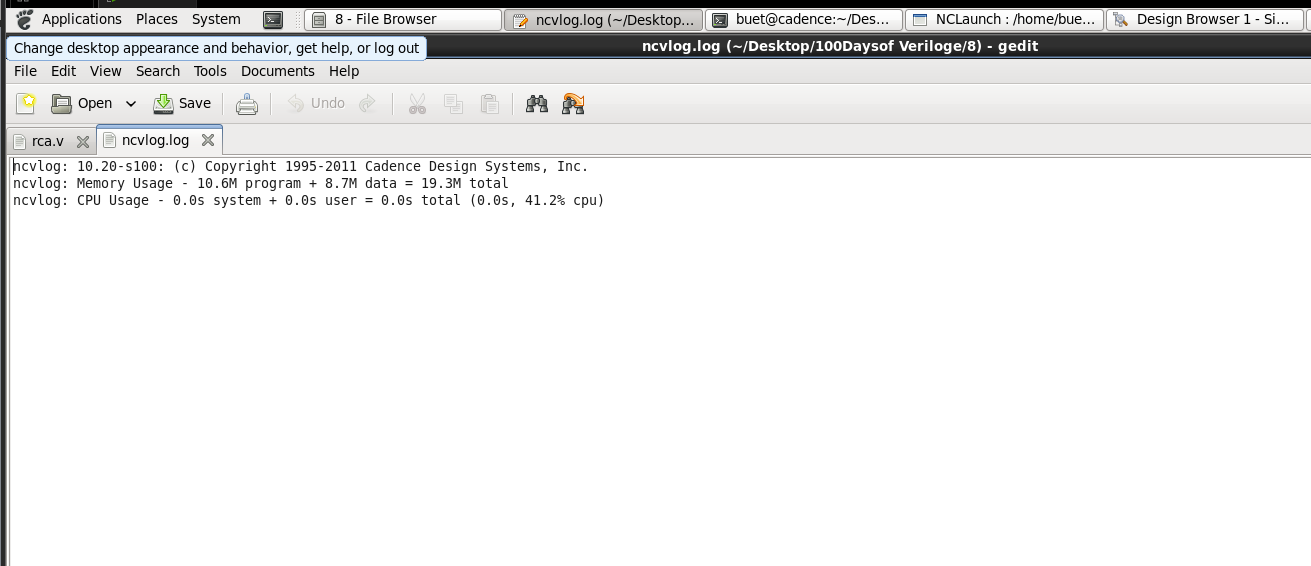 Applications Places System 8 - File Browser ncvlog.log (~/Desktop... buet@cadence:~/Des... NCLaunch : /home/bue... Design Browser 1 - Si...
Change desktop appearance and behavior, get help, or log out
ncvlog.log (~/Desktop/100Daysof Veriloge/8) - gedit
File Edit View Search Tools Documents Help
Open Save Undo
rca.v ncvlog.log
ncvlog: 10.20-s100: (c) Copyright 1995-2011 Cadence Design Systems, Inc.
ncvlog: Memory Usage - 10.6M program + 8.7M data = 19.3M total
ncvlog: CPU Usage - 0.0s system + 0.0s user = 0.0s total (0.0s, 41.2% cpu)